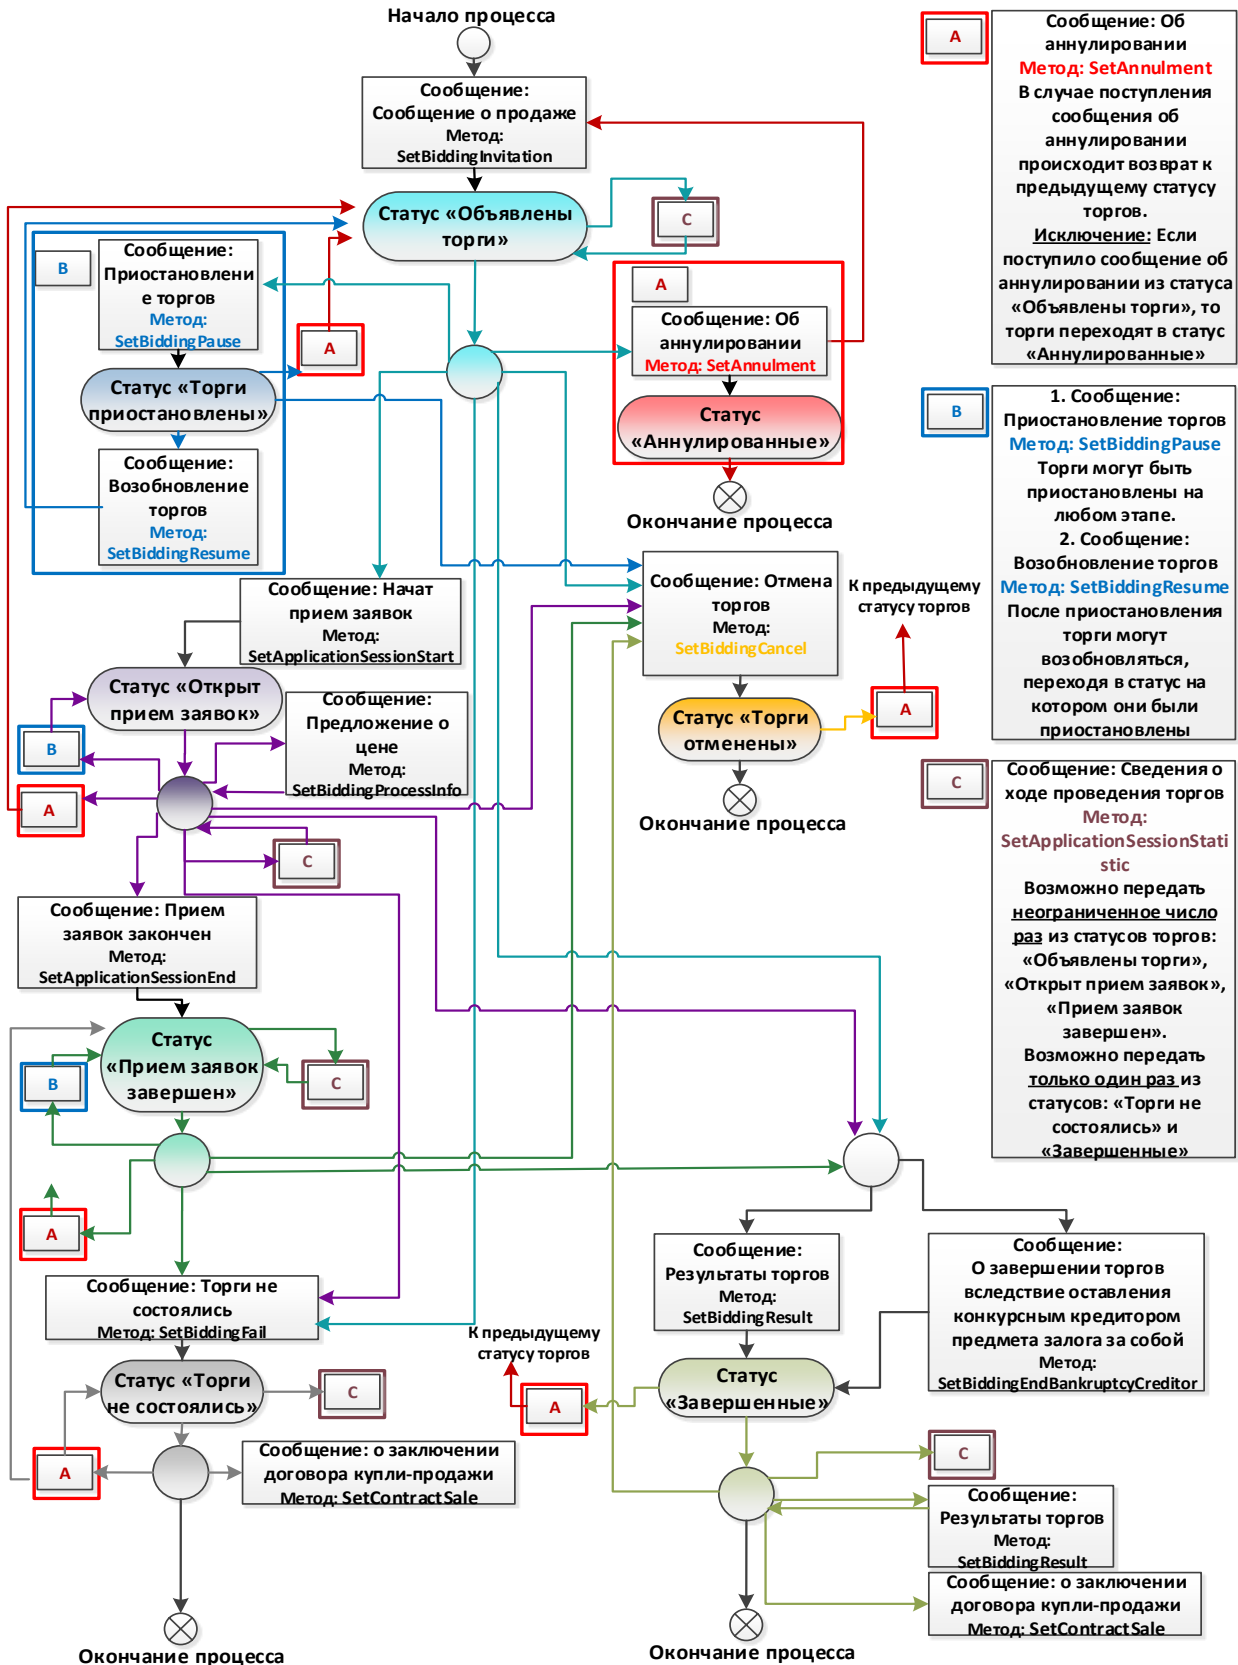 Начало процесса
Сообщение:
Сообщение о продаже
Метод:
SetBiddingInvitation
Статус «Объявлены
торги»
C
B
Сообщение:
Приостановлени
е торгов
Метод:
SetBiddingPause
A
Статус «Торги
приостановлены»
Сообщение:
Возобновление
торгов
Метод:
SetBiddingResume
A
Сообщение: Об
аннулировании
Метод: SetAnnulment
Статус
«Аннулированные»
Окончание процесса
Сообщение: Начат
прием заявок
Метод:
SetApplicationSessionStart
Статус «Открыт
прием заявок»
B
A
Сообщение:
Предложение о
цене
Метод:
SetBiddingProcessInfo
C
Сообщение: Отмена
торгов
Метод:
SetBiddingCancel
Статус «Торги
отменены»
Окончание процесса
К предыдущему
статусу торгов
A
Сообщение: Прием
заявок закончен
Метод:
SetApplicationSessionEnd
Статус
«Прием заявок
завершен»
B
C
A
Сообщение: Торги не
состоялись
Метод: SetBiddingFail
Статус «Торги
не состоялись»
C
A
Сообщение: о заключении
договора купли-продажи
Метод: SetContractSale
Окончание процесса
Сообщение:
Результаты торгов
Метод:
SetBiddingResult
Сообщение:
О завершении торгов
вследствие оставления
конкурсным кредитором
предмета залога за собой
Метод:
SetBiddingEndBankruptcyCreditor
К предыдущему
статусу торгов
A
Статус
«Завершенные»
C
Сообщение:
Результаты торгов
Метод:
SetBiddingResult
Сообщение: о заключении
договора купли-продажи
Метод: SetContractSale
Окончание процесса
A
Сообщение: Об
аннулировании
Метод: SetAnnulment
В случае поступления
сообщения об
аннулировании
происходит возврат к
предыдущему статусу
торгов.
Исключение: Если
поступило сообщение об
аннулировании из статуса
«Объявлены торги», то
торги переходят в статус
«Аннулированные»
B
1. Сообщение:
Приостановление торгов
Метод: SetBiddingPause
Торги могут быть
приостановлены на
любом этапе.
2. Сообщение:
Возобновление торгов
Метод: SetBiddingResume
После приостановления
торги могут
возобновляться,
переходя в статус на
котором они были
приостановлены
C
Сообщение: Сведения о
ходе проведения торгов
Метод:
SetApplicationSessionStati
stic
Возможно передать
неограниченное число
раз из статусов торгов:
«Объявлены торги»,
«Открыт прием заявок»,
«Прием заявок
завершен».
Возможно передать
только один раз из
статусов: «Торги не
состоялись» и
«Завершенные»